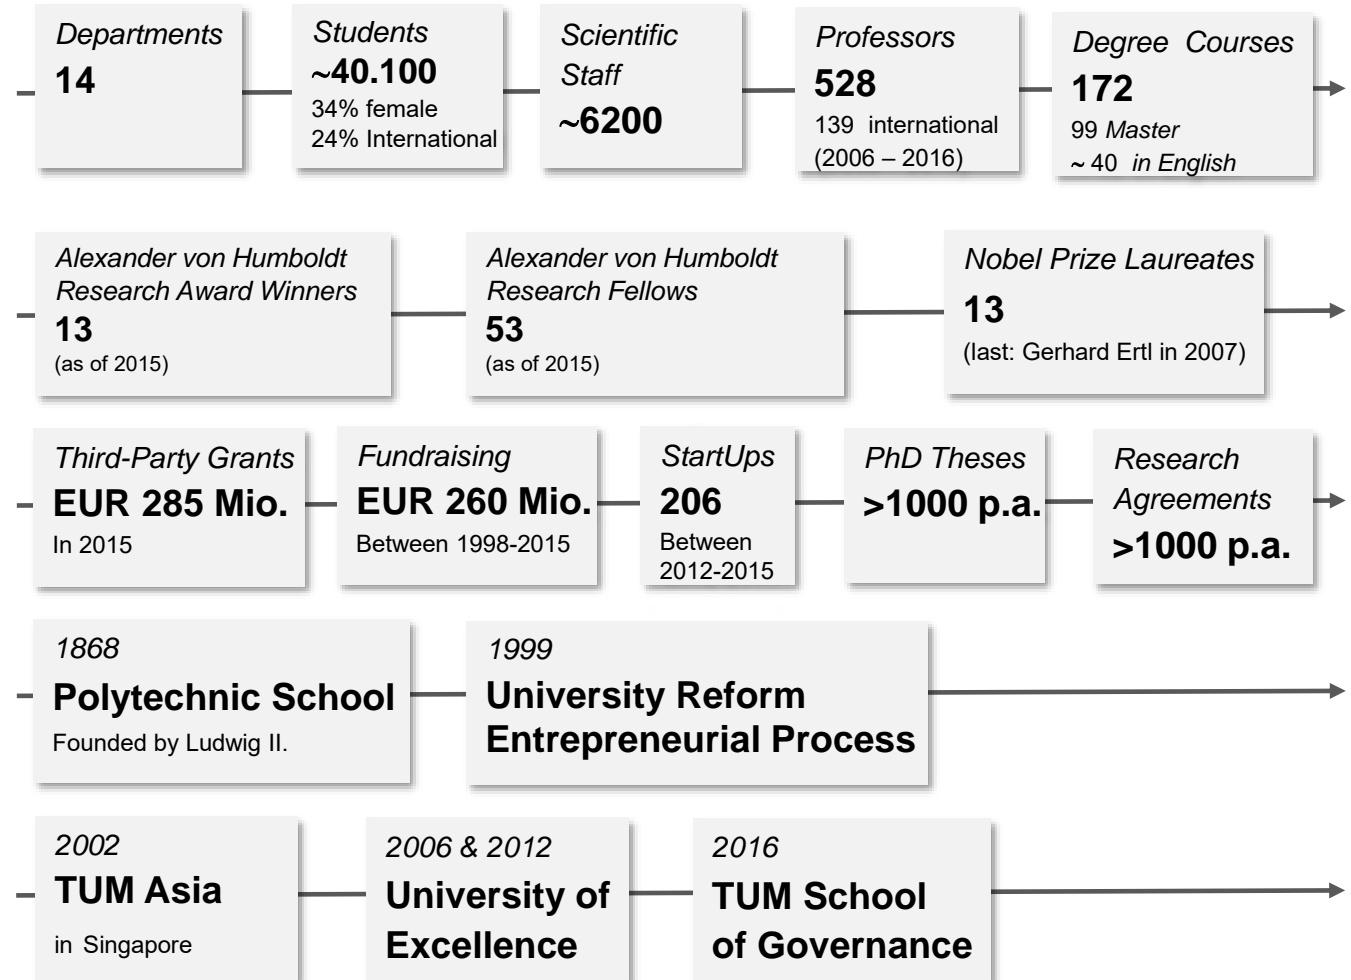 Departments
14
Students
~40.100
34% female
24% International
Scientific
Staff
~6200
Professors
528
139 international
(2006 – 2016)
Degree Courses
172
99 Master
~ 40 in English
Alexander von Humboldt
Research Award Winners
13
(as of 2015)
Alexander von Humboldt
Research Fellows
53
(as of 2015)
Nobel Prize Laureates
13
(last: Gerhard Ertl in 2007)
Third-Party Grants
EUR 285 Mio.
In 2015
Fundraising
EUR 260 Mio.
Between 1998-2015
StartUps
206
Between
2012-2015
PhD Theses
>1000 p.a.
Research
Agreements
>1000 p.a.
1868
Polytechnic School
Founded by Ludwig II.
1999
University Reform
Entrepreneurial Process
2002
TUM Asia
in Singapore
2006 & 2012
University of
Excellence
2016
TUM School
of Governance